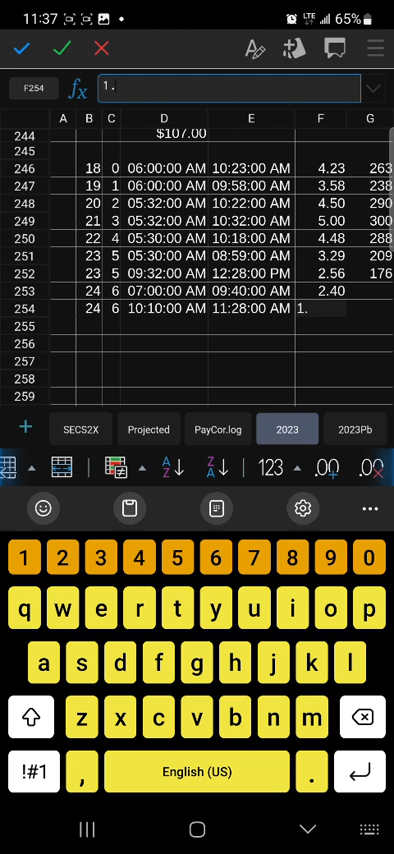 11:37 LTE 65%
F254 fx 1.
A B C D E F G
244 $107.00
245
246 18 0 06:00:00 AM 10:23:00 AM 4.23 263
247 19 1 06:00:00 AM 09:58:00 AM 3.58 238
248 20 2 05:32:00 AM 10:22:00 AM 4.50 290
249 21 3 05:32:00 AM 10:32:00 AM 5.00 300
250 22 4 05:30:00 AM 10:18:00 AM 4.48 288
251 23 5 05:30:00 AM 08:59:00 AM 3.29 209
252 23 5 09:32:00 AM 12:28:00 PM 2.56 176
253 24 6 07:00:00 AM 09:40:00 AM 2.40
254 24 6 10:10:00 AM 11:28:00 AM 1.
255
256
257
258
259
+ SECS2X Projected PayCor.log 2023 2023Pb
A Z Z A 123 .00 .00
1 2 3 4 5 6 7 8 9 0
q w e r t y u i o p
a s d f g h j k l
z x c v b n m
!#1 , English (US) .